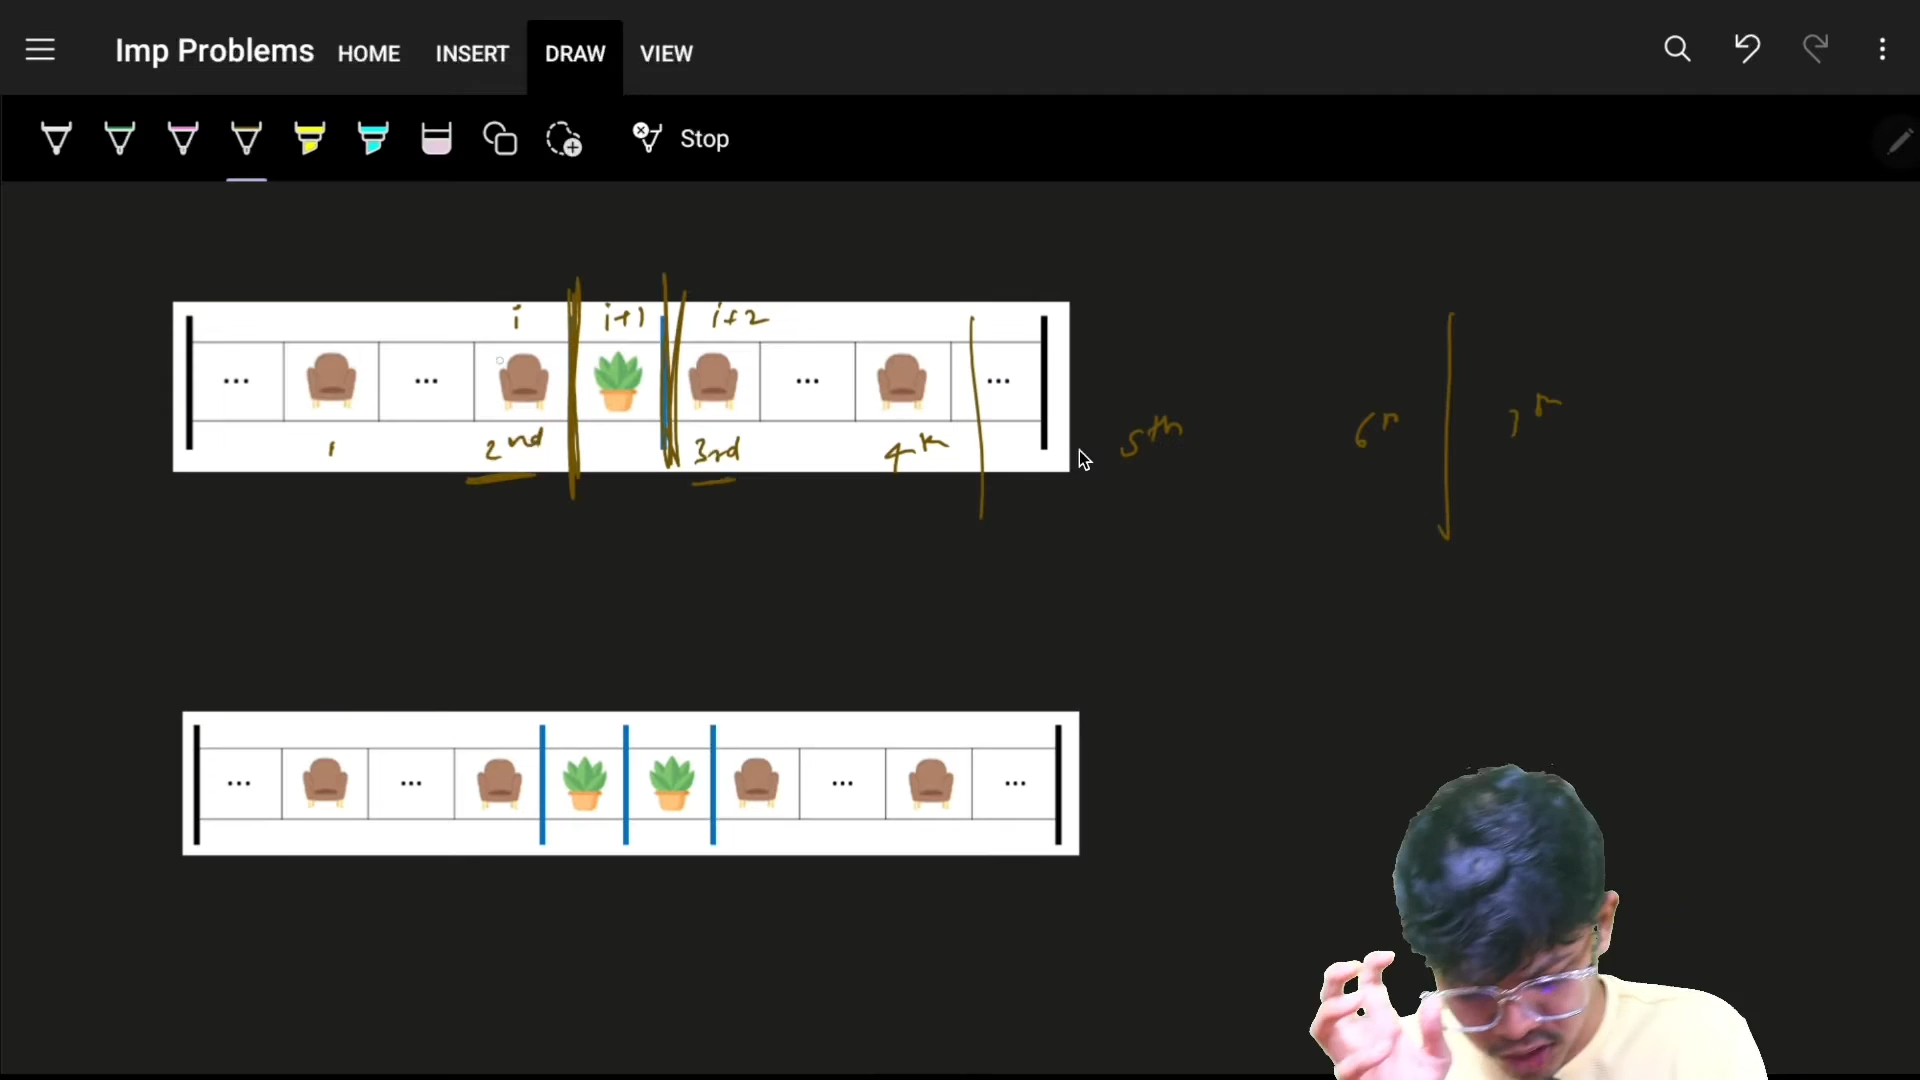 Imp Problems HOME INSERT DRAW VIEW
Stop
i i+1 i+2
... ... ... ...
1 2nd 3rd 4th 5th 6th 7th
... ... ... ...